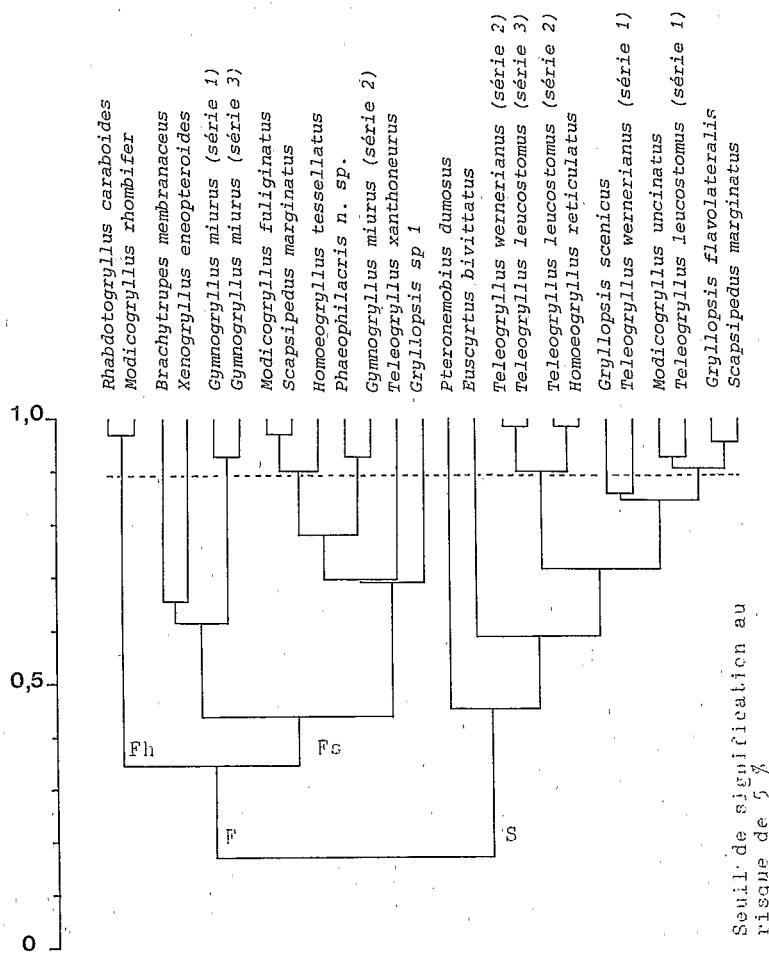 Rhabdotogryllus caraboides
Modicogryllus rhombifer
Brachytrupes membranaceus
Xenogryllus eneopteroides
Gymnogryllus miurus (série 1)
Gymnogryllus miurus (série 3)
Modicogryllus fuliginatus
Scapsipedus marginatus
Homoeogryllus tessellatus
Phaeophilacris n. sp.
Gymnogryllus miurus (série 2)
Teleogryllus xanthoneurus
Gryllopsis sp 1
Pteronemobius dumosus
Euscyrtus bivittatus
Teleogryllus wernerianus (série 2)
Teleogryllus leucostomus (série 3)
Teleogryllus leucostomus (série 2)
Homoeogryllus reticulatus
Gryllopsis scenicus
Teleogryllus wernerianus (série 1)
Modicogryllus uncinatus
Teleogryllus leucostomus (série 1)
Gryllopsis flavolateralis
Scapsipedus marginatus
1,0
0,5
0
Fh
Fs
F
S
Seuil de signification au
risque de 5 %